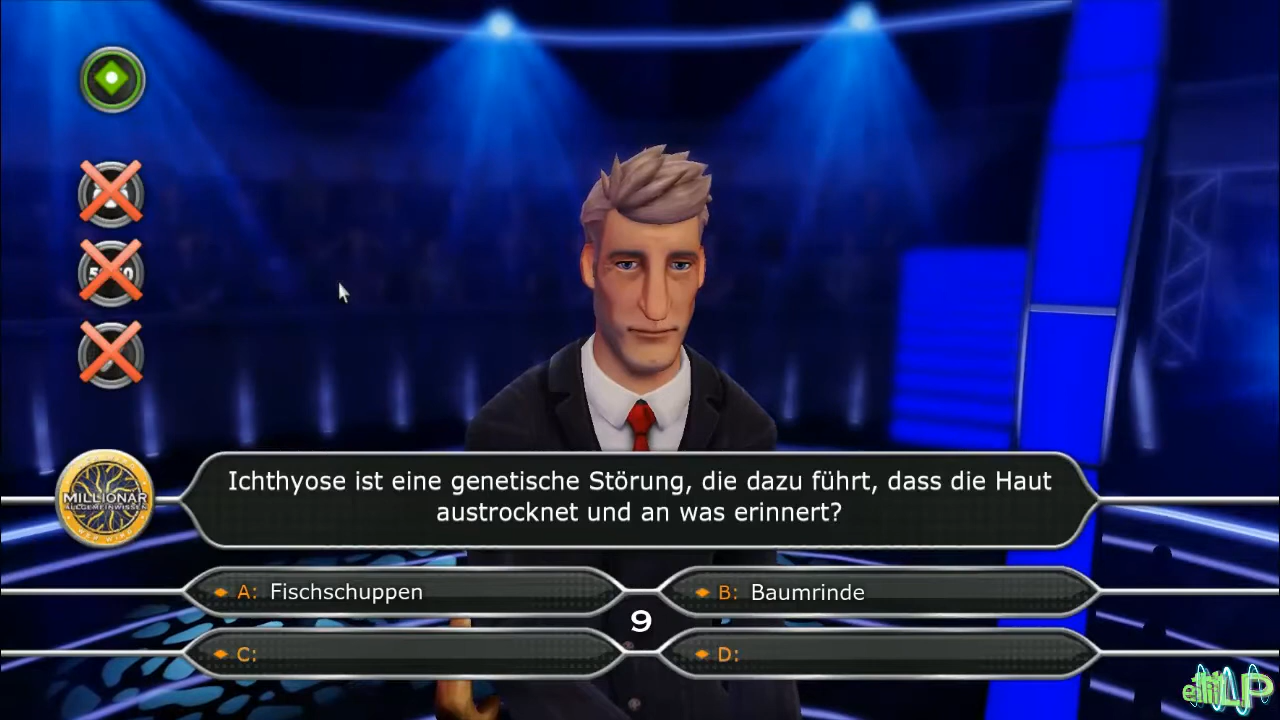 Ichthyose ist eine genetische Störung, die dazu führt, dass die Haut
austrocknet und an was erinnert?
MILLIONÄR
ALLGEMEINWISSEN
A: Fischschuppen
B: Baumrinde
9
C:
D: